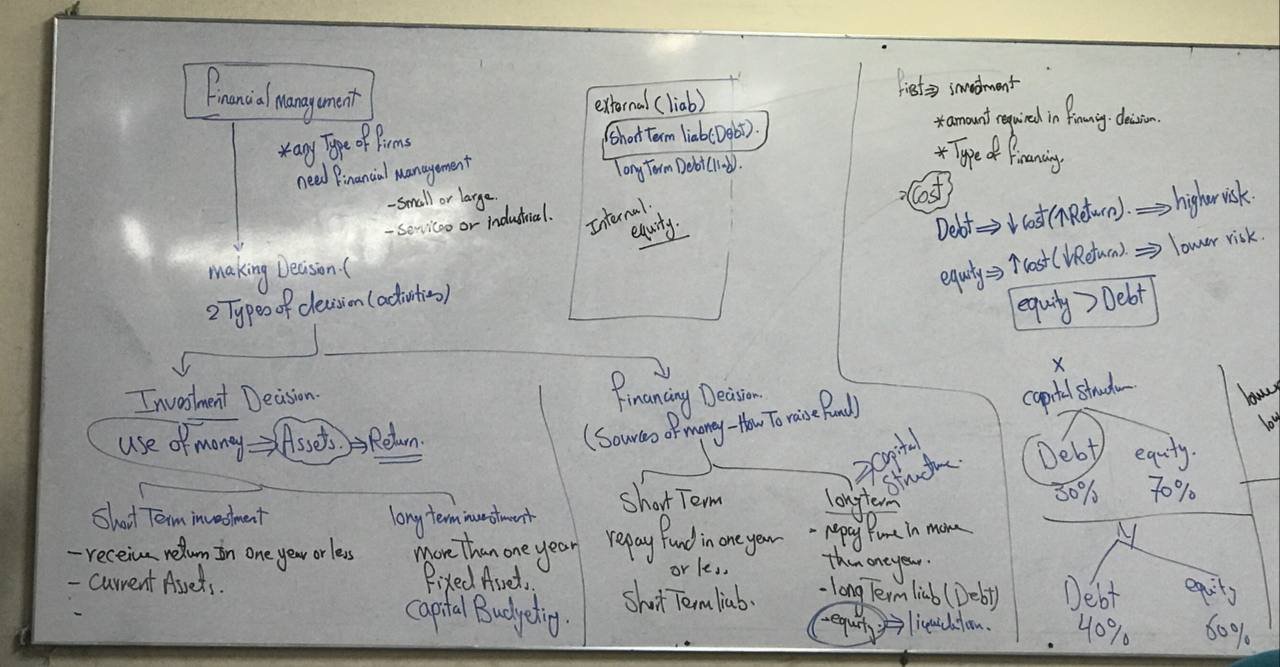 Financial Management
*any Type of firms
need Financial Management
-Small or large.
-Services or industrial.
Making Decision.(
2 Types of decision (activities)
Investment Decision.
use of money ⇒ Assets. ⇒ Return.
Short Term investment
-receive return In one year or less
- Current Assets.
-
long term investment
more Than one year
Fixed Assets.
Capital Budgeting.
external (liab)
Short Term liab(Debt).
long Term Debt(liab).
Internal.
equity.
Financing Decision.
(Sources of money - How To raise Fund)
Short Term
repay fund in one year
or less
Short Term liab.
⇒ Capital
Structure.
long term
- repay fund in more
than one year.
- long Term liab (Debt)
-equity. ⇒ liquidation.
first ⇒ investment
*amount required in financing. decision.
* Type of financing.
Cost
Debt ⇒ ↓ cost (↑Return). ⇒ higher risk.
equity ⇒ ↑ cost (↓Return). ⇒ lower risk.
equity > Debt
X
capital structure.
Debt
equity.
30%
70%
Y
Debt
equity
40%
60%